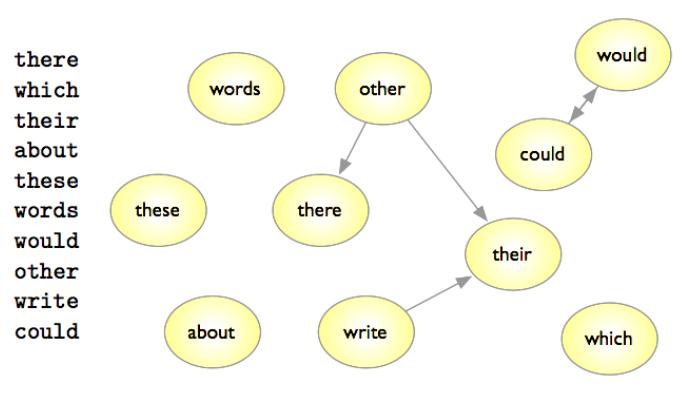 there
which
their
about
these
words
would
other
write
could
would
words
other
could
these
there
their
about
write
which